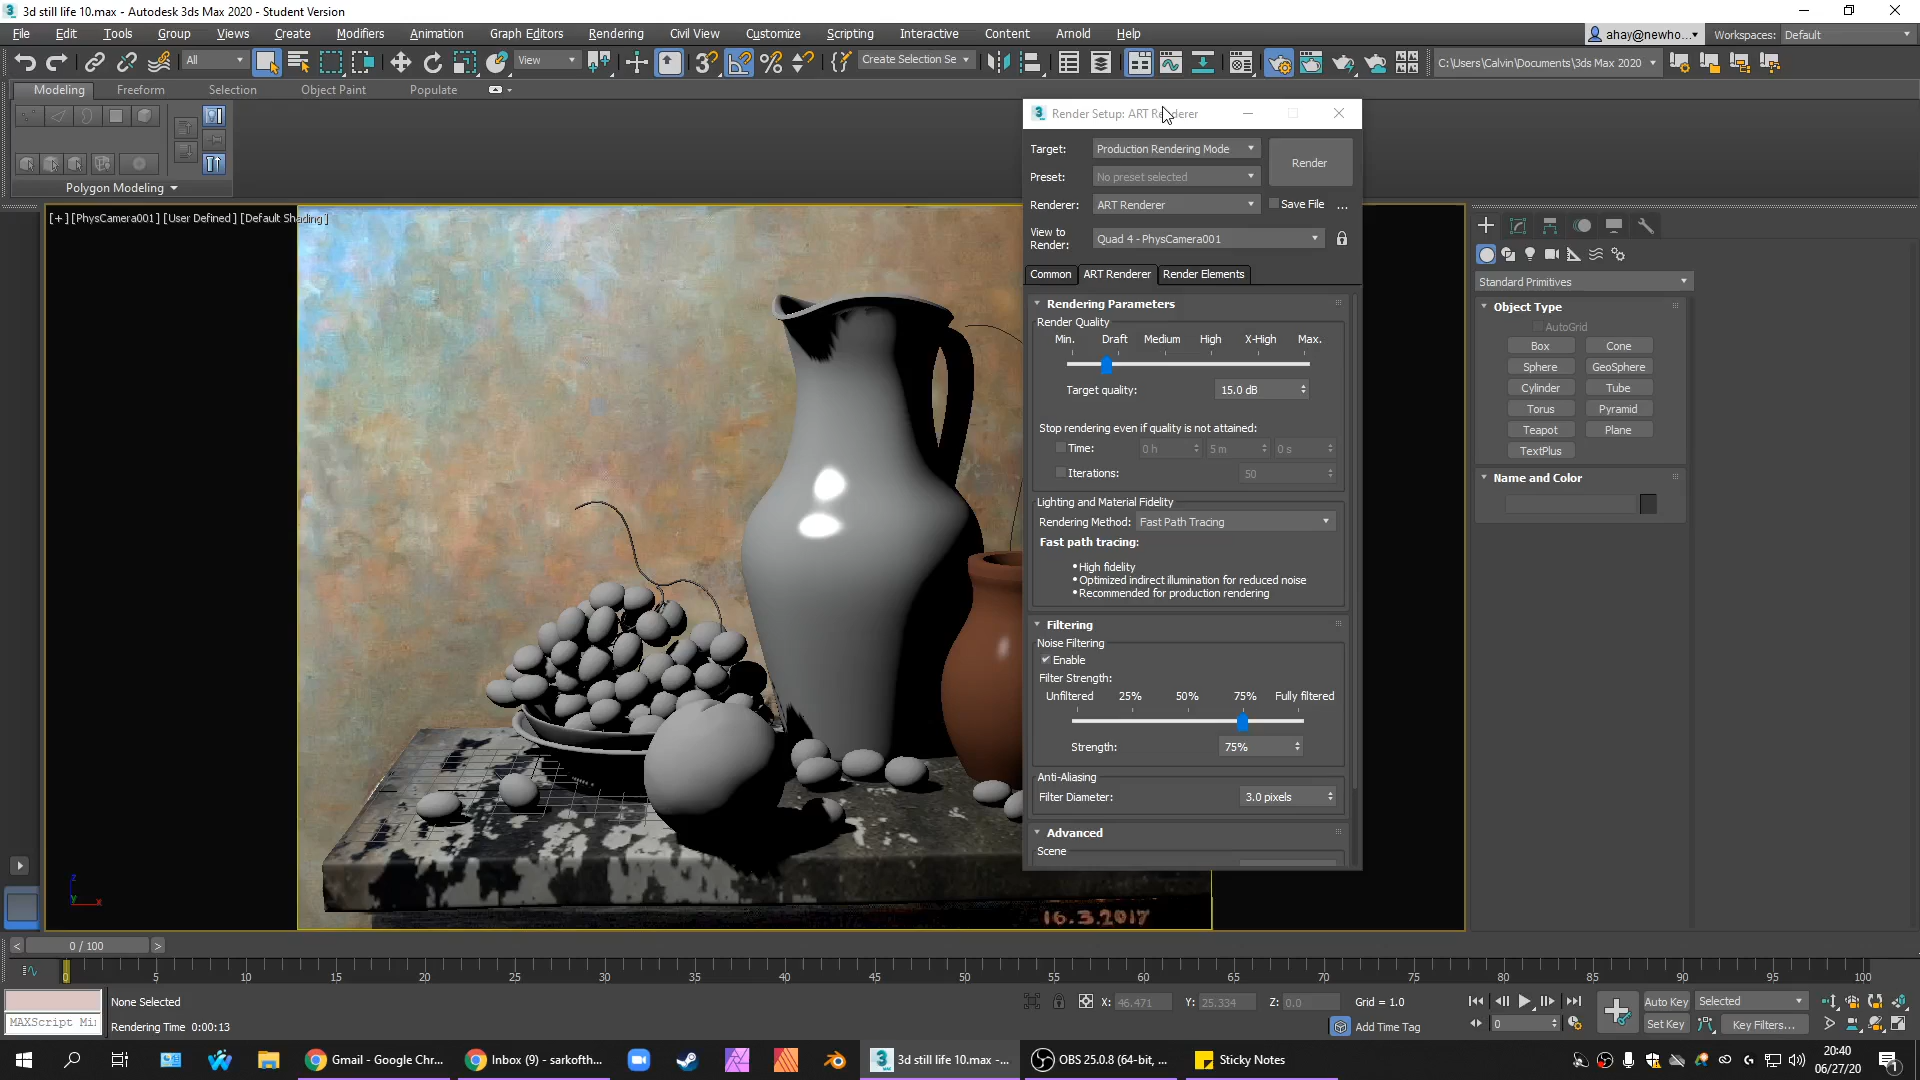 3d still life 10.max - Autodesk 3ds Max 2020 - Student Version
File Edit Tools Group Views Create Modifiers Animation Graph Editors Rendering Civil View Customize Scripting Interactive Content Arnold Help
ahay@newho...
Workspaces: Default
All
View
Create Selection Se
C:\Users\Calvin\Documents\3ds Max 2020
Modeling Freeform Selection Object Paint Populate
Polygon Modeling
[+] [PhysCamera001] [User Defined] [Default Shading]
Render Setup: ART Renderer
Target: Production Rendering Mode
Render
Preset: No preset selected
Renderer: ART Renderer
Save File ...
View to
Render:
Quad 4 - PhysCamera001
Common ART Renderer Render Elements
Rendering Parameters
Render Quality
Min. Draft Medium High X-High Max.
Target quality: 15.0 dB
Stop rendering even if quality is not attained:
Time: 0 h 5 m 0 s
Iterations: 50
Lighting and Material Fidelity
Rendering Method: Fast Path Tracing
Fast path tracing:
• High fidelity
• Optimized indirect illumination for reduced noise
• Recommended for production rendering
Filtering
Noise Filtering
Enable
Filter Strength:
Unfiltered 25% 50% 75% Fully filtered
Strength: 75%
Anti-Aliasing
Filter Diameter: 3.0 pixels
Advanced
Scene
Standard Primitives
Object Type
AutoGrid
Box Cone
Sphere GeoSphere
Cylinder Tube
Torus Pyramid
Teapot Plane
TextPlus
Name and Color
16.3.2017
z
y x
< 0 / 100 >
0 5 10 15 20 25 30 35 40 45 50 55 60 65 70 75 80 85 90 95 100
None Selected
X: 46.471 Y: 25.334 Z: 0.0 Grid = 1.0
Auto Key Selected
MAXScript Mi
Rendering Time 0:00:13
Add Time Tag
0
Set Key Key Filters...
Gmail - Google Chr...
Inbox (9) - sarkofth...
3d still life 10.max -...
OBS 25.0.8 (64-bit, ...
Sticky Notes
20:40
06/27/20
1